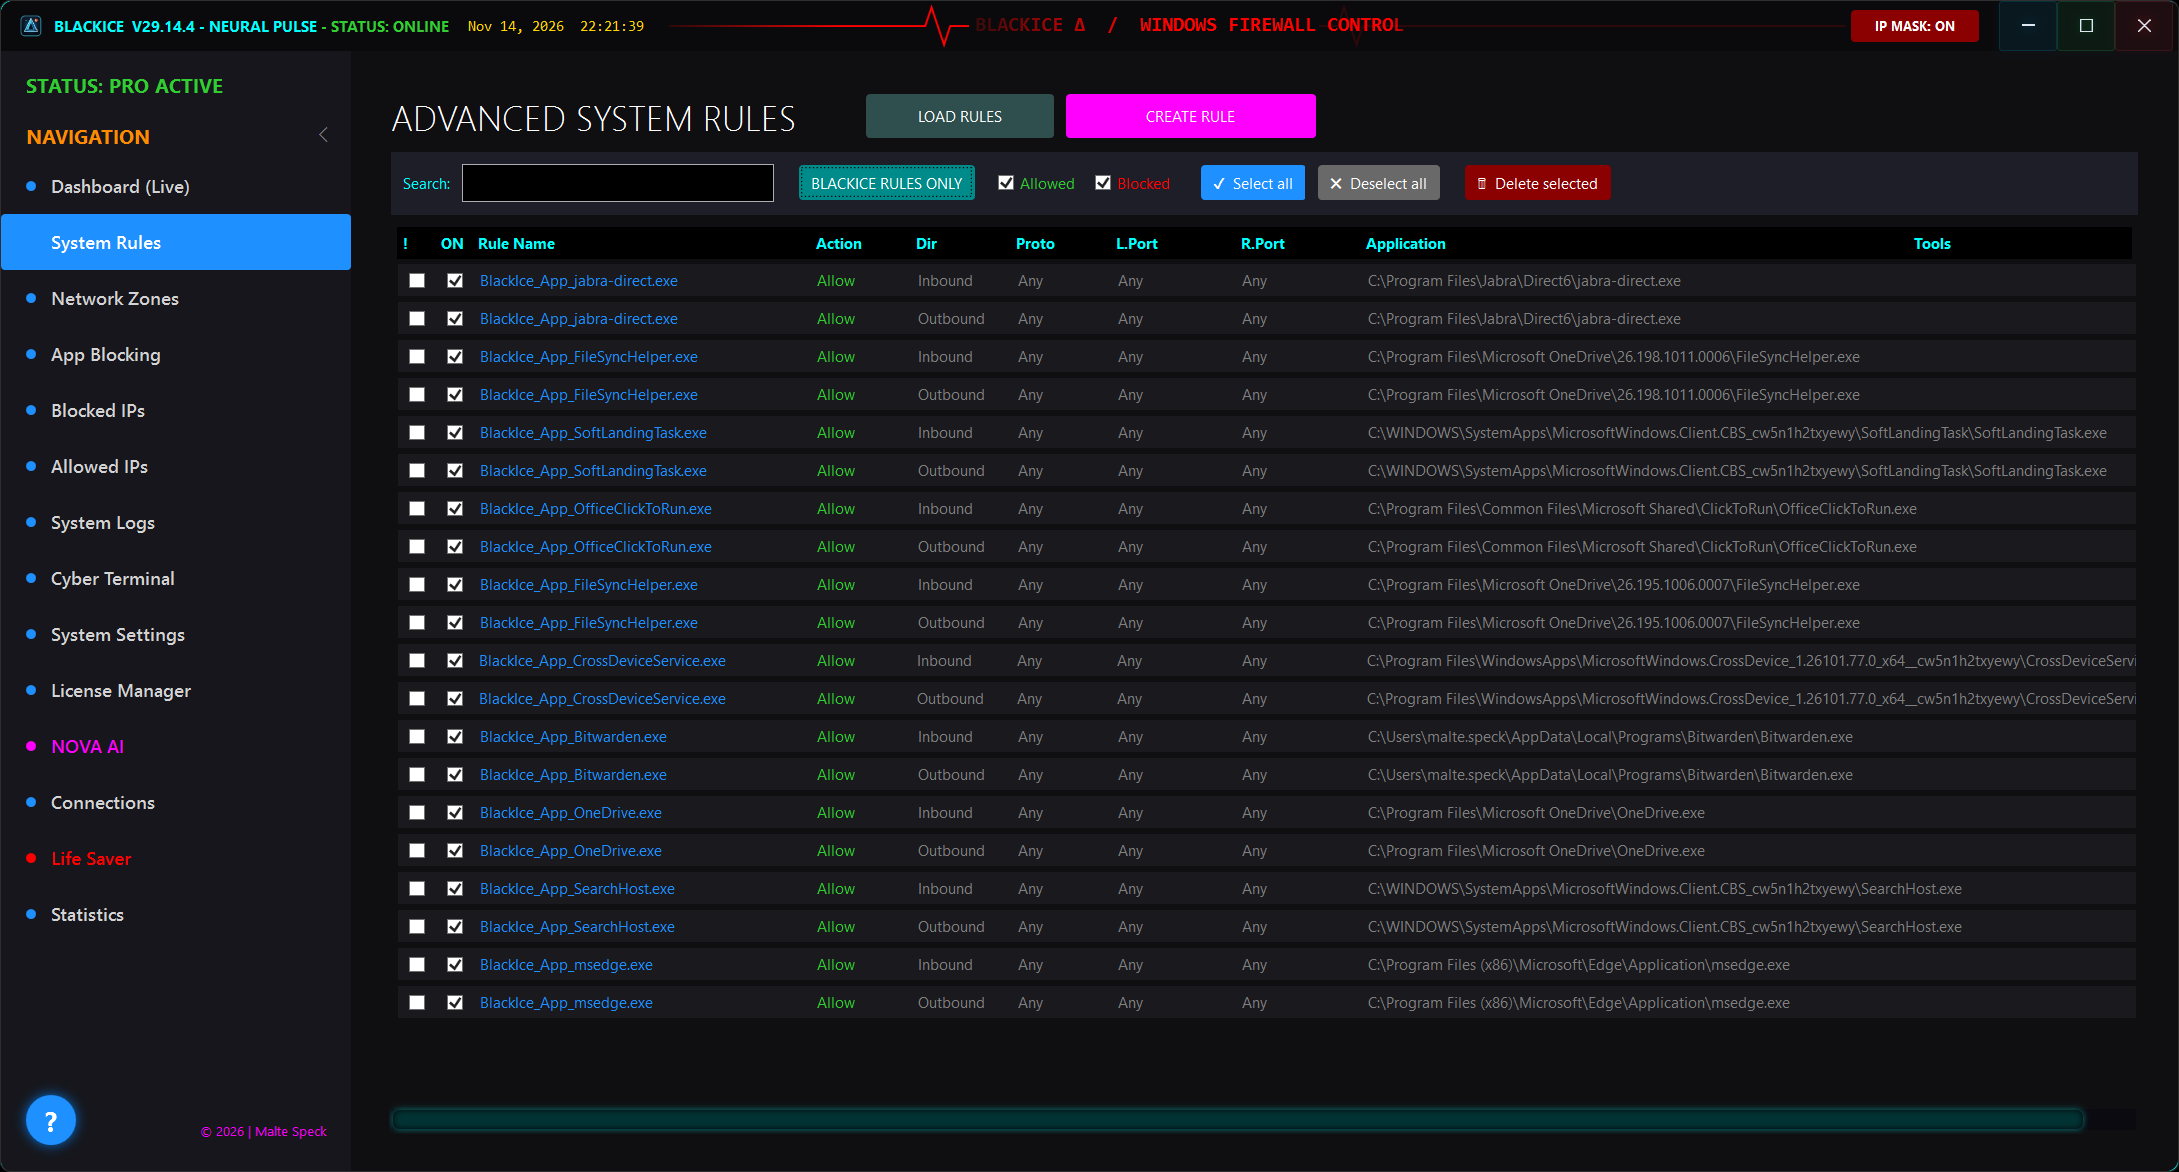 BLACKICE V29.14.4 - NEURAL PULSE - STATUS: ONLINE Nov 14, 2026 22:21:39 BLACKICE Δ / WINDOWS FIREWALL CONTROL IP MASK: ON
STATUS: PRO ACTIVE
NAVIGATION
Dashboard (Live)
System Rules
Network Zones
App Blocking
Blocked IPs
Allowed IPs
System Logs
Cyber Terminal
System Settings
License Manager
NOVA AI
Connections
Life Saver
Statistics
?
© 2026 | Malte Speck
ADVANCED SYSTEM RULES LOAD RULES CREATE RULE
Search: BLACKICE RULES ONLY Allowed Blocked ✓ Select all ✕ Deselect all Delete selected
! ON Rule Name Action Dir Proto L.Port R.Port Application Tools
BlackIce_App_jabra-direct.exe Allow Inbound Any Any Any C:\Program Files\Jabra\Direct6\jabra-direct.exe
BlackIce_App_jabra-direct.exe Allow Outbound Any Any Any C:\Program Files\Jabra\Direct6\jabra-direct.exe
BlackIce_App_FileSyncHelper.exe Allow Inbound Any Any Any C:\Program Files\Microsoft OneDrive\26.198.1011.0006\FileSyncHelper.exe
BlackIce_App_FileSyncHelper.exe Allow Outbound Any Any Any C:\Program Files\Microsoft OneDrive\26.198.1011.0006\FileSyncHelper.exe
BlackIce_App_SoftLandingTask.exe Allow Inbound Any Any Any C:\WINDOWS\SystemApps\MicrosoftWindows.Client.CBS_cw5n1h2txyewy\SoftLandingTask\SoftLandingTask.exe
BlackIce_App_SoftLandingTask.exe Allow Outbound Any Any Any C:\WINDOWS\SystemApps\MicrosoftWindows.Client.CBS_cw5n1h2txyewy\SoftLandingTask\SoftLandingTask.exe
BlackIce_App_OfficeClickToRun.exe Allow Inbound Any Any Any C:\Program Files\Common Files\Microsoft Shared\ClickToRun\OfficeClickToRun.exe
BlackIce_App_OfficeClickToRun.exe Allow Outbound Any Any Any C:\Program Files\Common Files\Microsoft Shared\ClickToRun\OfficeClickToRun.exe
BlackIce_App_FileSyncHelper.exe Allow Inbound Any Any Any C:\Program Files\Microsoft OneDrive\26.195.1006.0007\FileSyncHelper.exe
BlackIce_App_FileSyncHelper.exe Allow Outbound Any Any Any C:\Program Files\Microsoft OneDrive\26.195.1006.0007\FileSyncHelper.exe
BlackIce_App_CrossDeviceService.exe Allow Inbound Any Any Any C:\Program Files\WindowsApps\MicrosoftWindows.CrossDevice_1.26101.77.0_x64__cw5n1h2txyewy\CrossDeviceServi
BlackIce_App_CrossDeviceService.exe Allow Outbound Any Any Any C:\Program Files\WindowsApps\MicrosoftWindows.CrossDevice_1.26101.77.0_x64__cw5n1h2txyewy\CrossDeviceServi
BlackIce_App_Bitwarden.exe Allow Inbound Any Any Any C:\Users\malte.speck\AppData\Local\Programs\Bitwarden\Bitwarden.exe
BlackIce_App_Bitwarden.exe Allow Outbound Any Any Any C:\Users\malte.speck\AppData\Local\Programs\Bitwarden\Bitwarden.exe
BlackIce_App_OneDrive.exe Allow Inbound Any Any Any C:\Program Files\Microsoft OneDrive\OneDrive.exe
BlackIce_App_OneDrive.exe Allow Outbound Any Any Any C:\Program Files\Microsoft OneDrive\OneDrive.exe
BlackIce_App_SearchHost.exe Allow Inbound Any Any Any C:\WINDOWS\SystemApps\MicrosoftWindows.Client.CBS_cw5n1h2txyewy\SearchHost.exe
BlackIce_App_SearchHost.exe Allow Outbound Any Any Any C:\WINDOWS\SystemApps\MicrosoftWindows.Client.CBS_cw5n1h2txyewy\SearchHost.exe
BlackIce_App_msedge.exe Allow Inbound Any Any Any C:\Program Files (x86)\Microsoft\Edge\Application\msedge.exe
BlackIce_App_msedge.exe Allow Outbound Any Any Any C:\Program Files (x86)\Microsoft\Edge\Application\msedge.exe